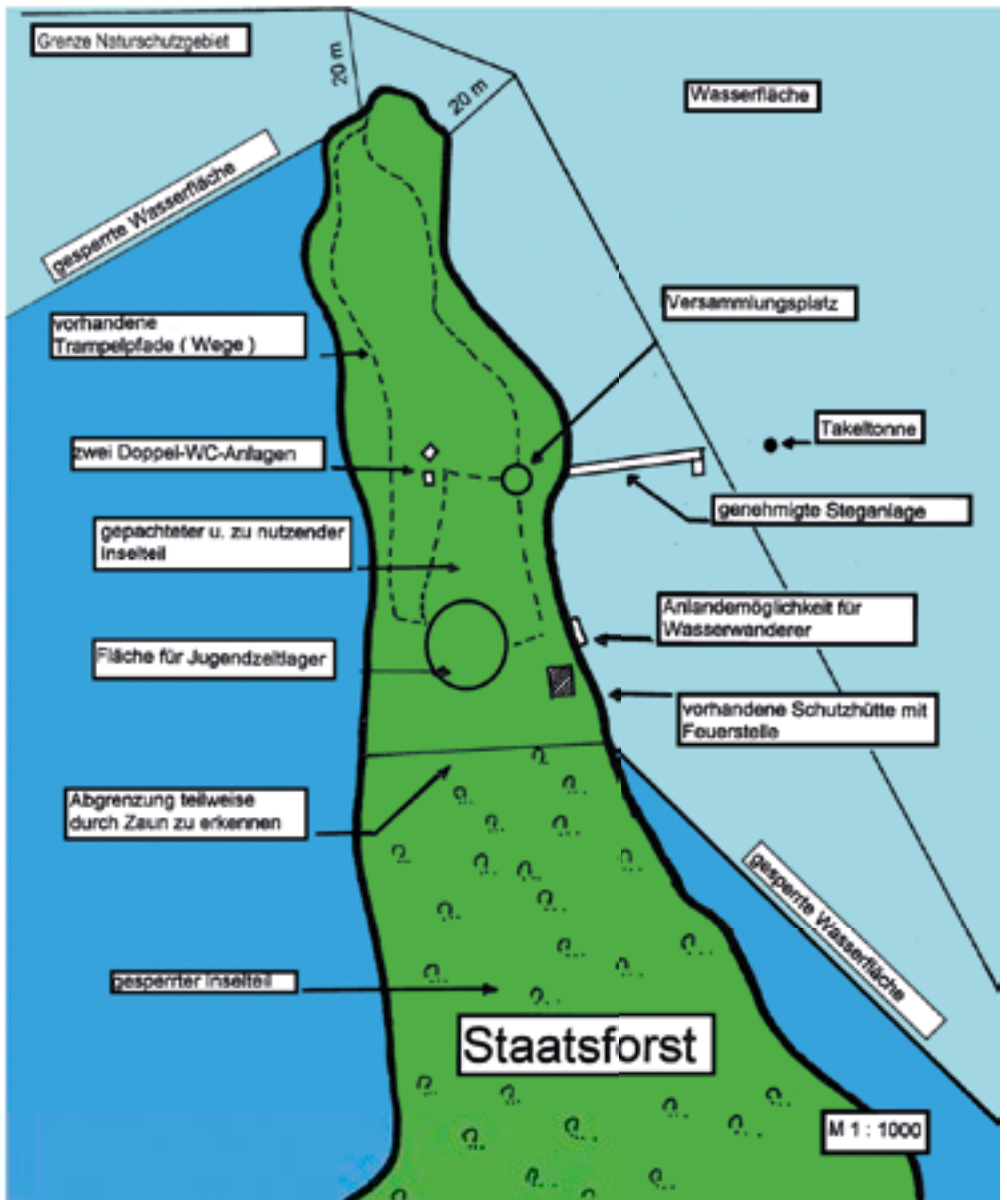 Grenze Naturschutzgebiet
20 m
20 m
Wasserfläche
gesperrte Wasserfläche
Versammlungsplatz
vorhandene
Trampelpfade ( Wege )
Takeltonne
zwei Doppel-WC-Anlagen
genehmigte Steganlage
gepachteter u. zu nutzender
Inselteil
Anlandemöglichkeit für
Wasserwanderer
Fläche für Jugendzeltlager
vorhandene Schutzhütte mit
Feuerstelle
Abgrenzung teilweise
durch Zaun zu erkennen
gesperrte Wasserfläche
gesperrter Inselteil
Staatsforst
M 1 : 1000